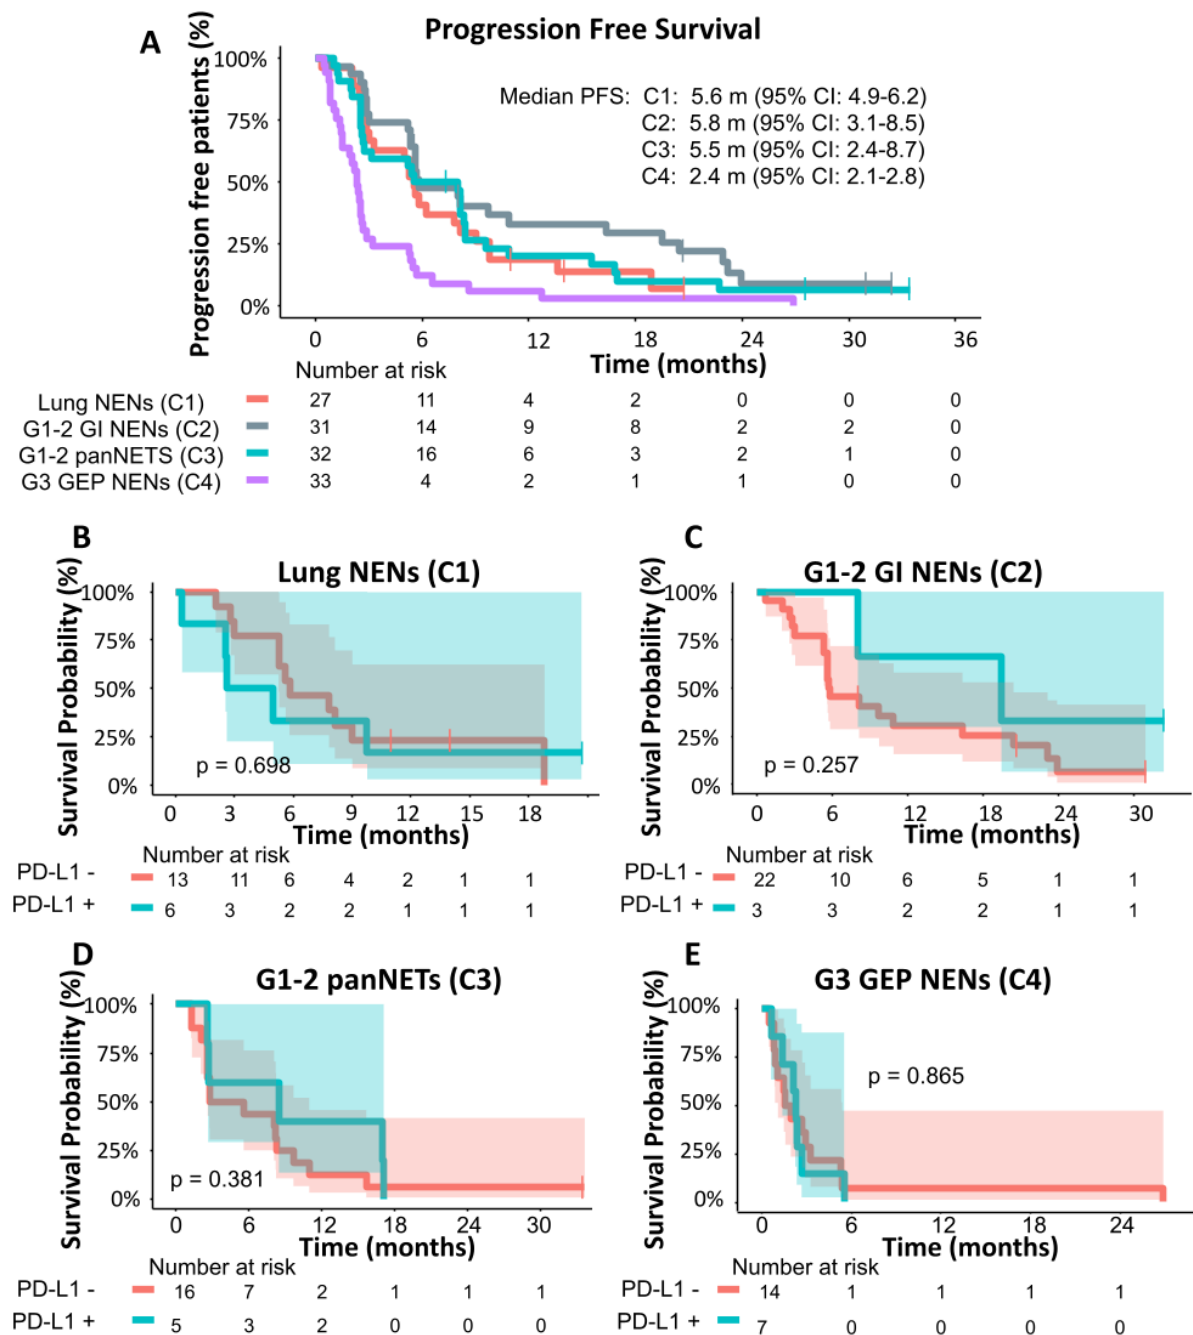 A
Progression Free Survival
Progression free patients (%)
100%
75%
50%
25%
0%
Median PFS: C1: 5.6 m (95% CI: 4.9-6.2)
C2: 5.8 m (95% CI: 3.1-8.5)
C3: 5.5 m (95% CI: 2.4-8.7)
C4: 2.4 m (95% CI: 2.1-2.8)
0 6 12 18 24 30 36
Time (months)
Number at risk
Lung NENs (C1) 27 11 4 2 0 0 0
G1-2 GI NENs (C2) 31 14 9 8 2 2 0
G1-2 panNETS (C3) 32 16 6 3 2 1 0
G3 GEP NENs (C4) 33 4 2 1 1 0 0
B
Lung NENs (C1)
Survival Probability (%)
100%
75%
50%
25%
0%
p = 0.698
0 3 6 9 12 15 18
Time (months)
Number at risk
PD-L1 - 13 11 6 4 2 1 1
PD-L1 + 6 3 2 2 1 1 1
C
G1-2 GI NENs (C2)
Survival Probability (%)
100%
75%
50%
25%
0%
p = 0.257
0 6 12 18 24 30
Time (months)
Number at risk
PD-L1 - 22 10 6 5 1 1
PD-L1 + 3 3 2 2 1 1
D
G1-2 panNETs (C3)
Survival Probability (%)
100%
75%
50%
25%
0%
p = 0.381
0 6 12 18 24 30
Time (months)
Number at risk
PD-L1 - 16 7 2 1 1 1
PD-L1 + 5 3 2 0 0 0
E
G3 GEP NENs (C4)
Survival Probability (%)
100%
75%
50%
25%
0%
p = 0.865
0 6 12 18 24
Time (months)
Number at risk
PD-L1 - 14 1 1 1 1
PD-L1 + 7 0 0 0 0